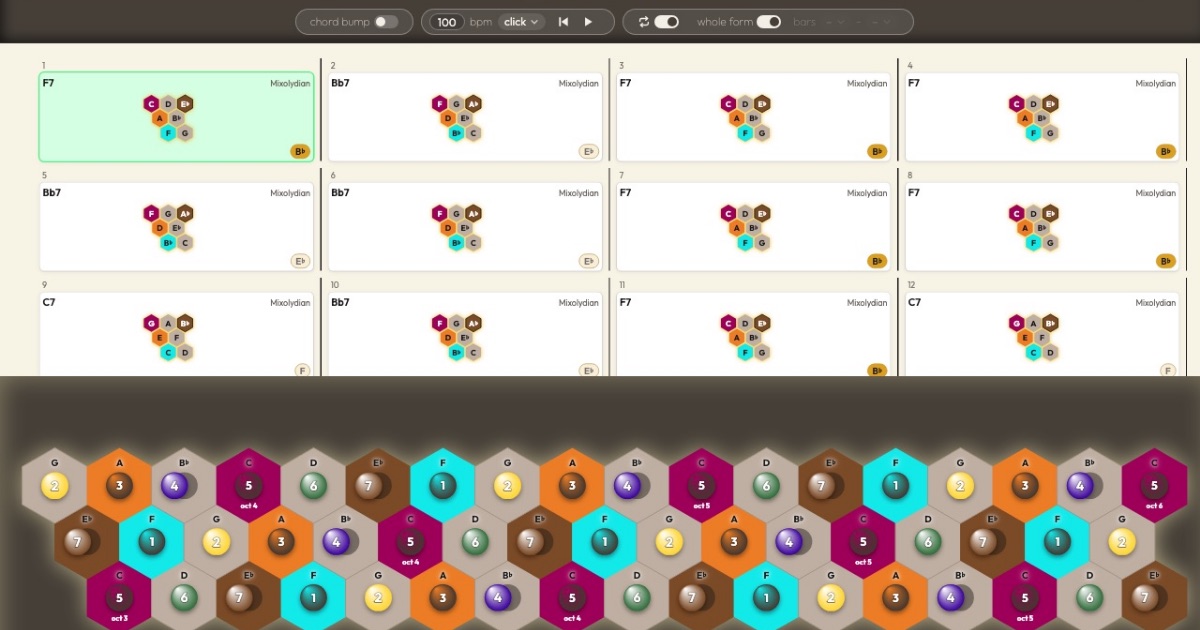 chord bump 100 bpm click whole form bars - - -
1 2 3 4
F7 Mixolydian Bb7 Mixolydian F7 Mixolydian F7 Mixolydian
C D E♭ F G A♭ C D E♭ C D E♭
A B♭ D E♭ A B♭ A B♭
F G B♭ C F G F G
B♭ E♭ B♭ B♭
5 6 7 8
Bb7 Mixolydian Bb7 Mixolydian F7 Mixolydian F7 Mixolydian
F G A♭ F G A♭ C D E♭ C D E♭
D E♭ D E♭ A B♭ A B♭
B♭ C B♭ C F G F G
E♭ E♭ B♭ B♭
9 10 11 12
C7 Mixolydian Bb7 Mixolydian F7 Mixolydian C7 Mixolydian
G A B♭ F G A♭ C D E♭ G A B♭
E F D E♭ A B♭ E F
C D B♭ C F G C D
F E♭ B♭ F
G A B♭ C D E♭ F G A B♭ C D E♭ F G A B♭ C
2 3 4 5 6 7 1 2 3 4 5 6 7 1 2 3 4 5
oct 4 oct 5 oct 6
E♭ F G A B♭ C D E♭ F G A B♭ C D E♭ F G
7 1 2 3 4 5 6 7 1 2 3 4 5 6 7 1 2
oct 4 oct 5
C D E♭ F G A B♭ C D E♭ F G A B♭ C D E♭
5 6 7 1 2 3 4 5 6 7 1 2 3 4 5 6 7
oct 3 oct 4 oct 5